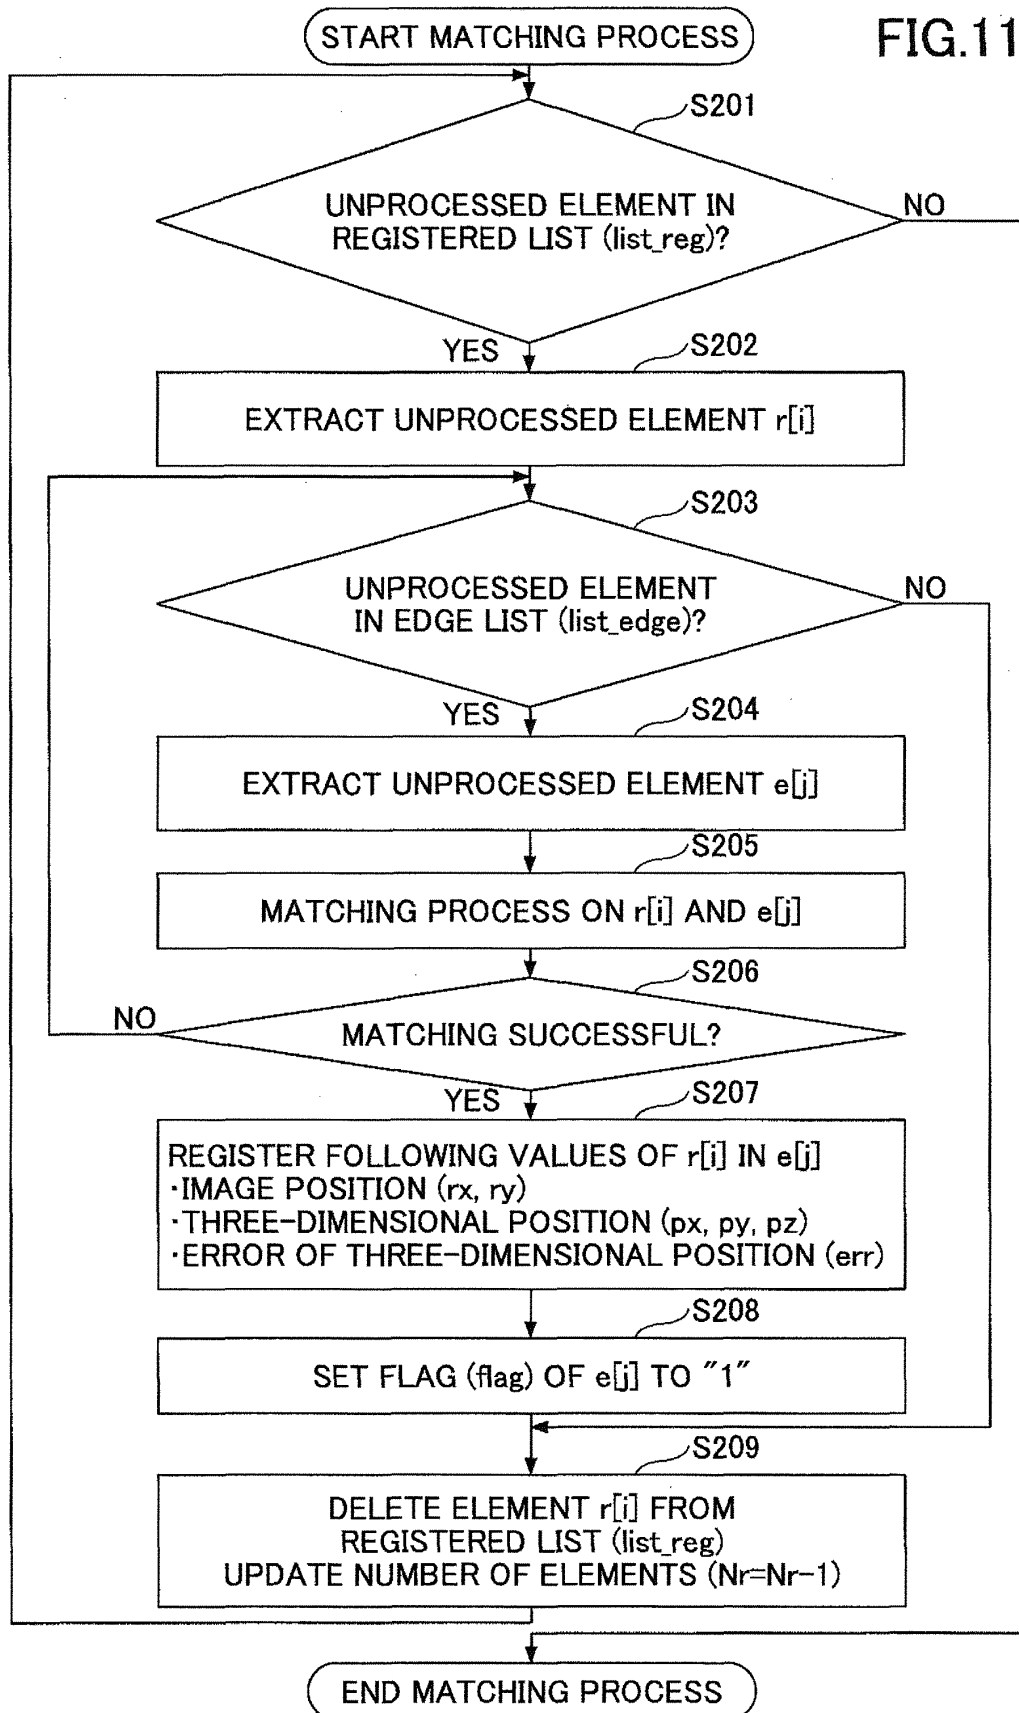 FIG.11
START MATCHING PROCESS
S201
UNPROCESSED ELEMENT IN
REGISTERED LIST (list_reg)?
NO
YES
S202
EXTRACT UNPROCESSED ELEMENT r[i]
S203
UNPROCESSED ELEMENT
IN EDGE LIST (list_edge)?
NO
YES
S204
EXTRACT UNPROCESSED ELEMENT e[j]
S205
MATCHING PROCESS ON r[i] AND e[j]
S206
NO
MATCHING SUCCESSFUL?
YES
S207
REGISTER FOLLOWING VALUES OF r[i] IN e[j]
·IMAGE POSITION (rx, ry)
·THREE-DIMENSIONAL POSITION (px, py, pz)
·ERROR OF THREE-DIMENSIONAL POSITION (err)
S208
SET FLAG (flag) OF e[j] TO "1"
S209
DELETE ELEMENT r[i] FROM
REGISTERED LIST (list_reg)
UPDATE NUMBER OF ELEMENTS (Nr=Nr-1)
END MATCHING PROCESS